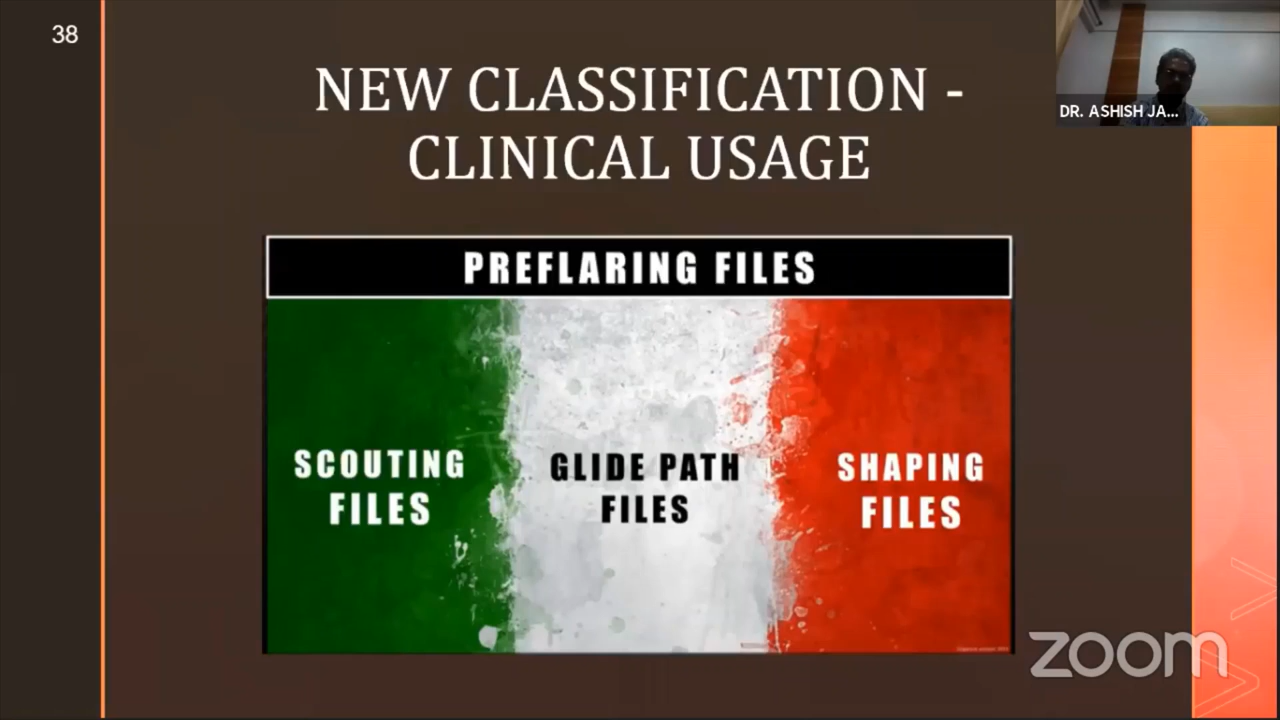 38
NEW CLASSIFICATION -
CLINICAL USAGE
DR. ASHISH JA...
PREFLARING FILES
SCOUTING
FILES
GLIDE PATH
FILES
SHAPING
FILES
zoom